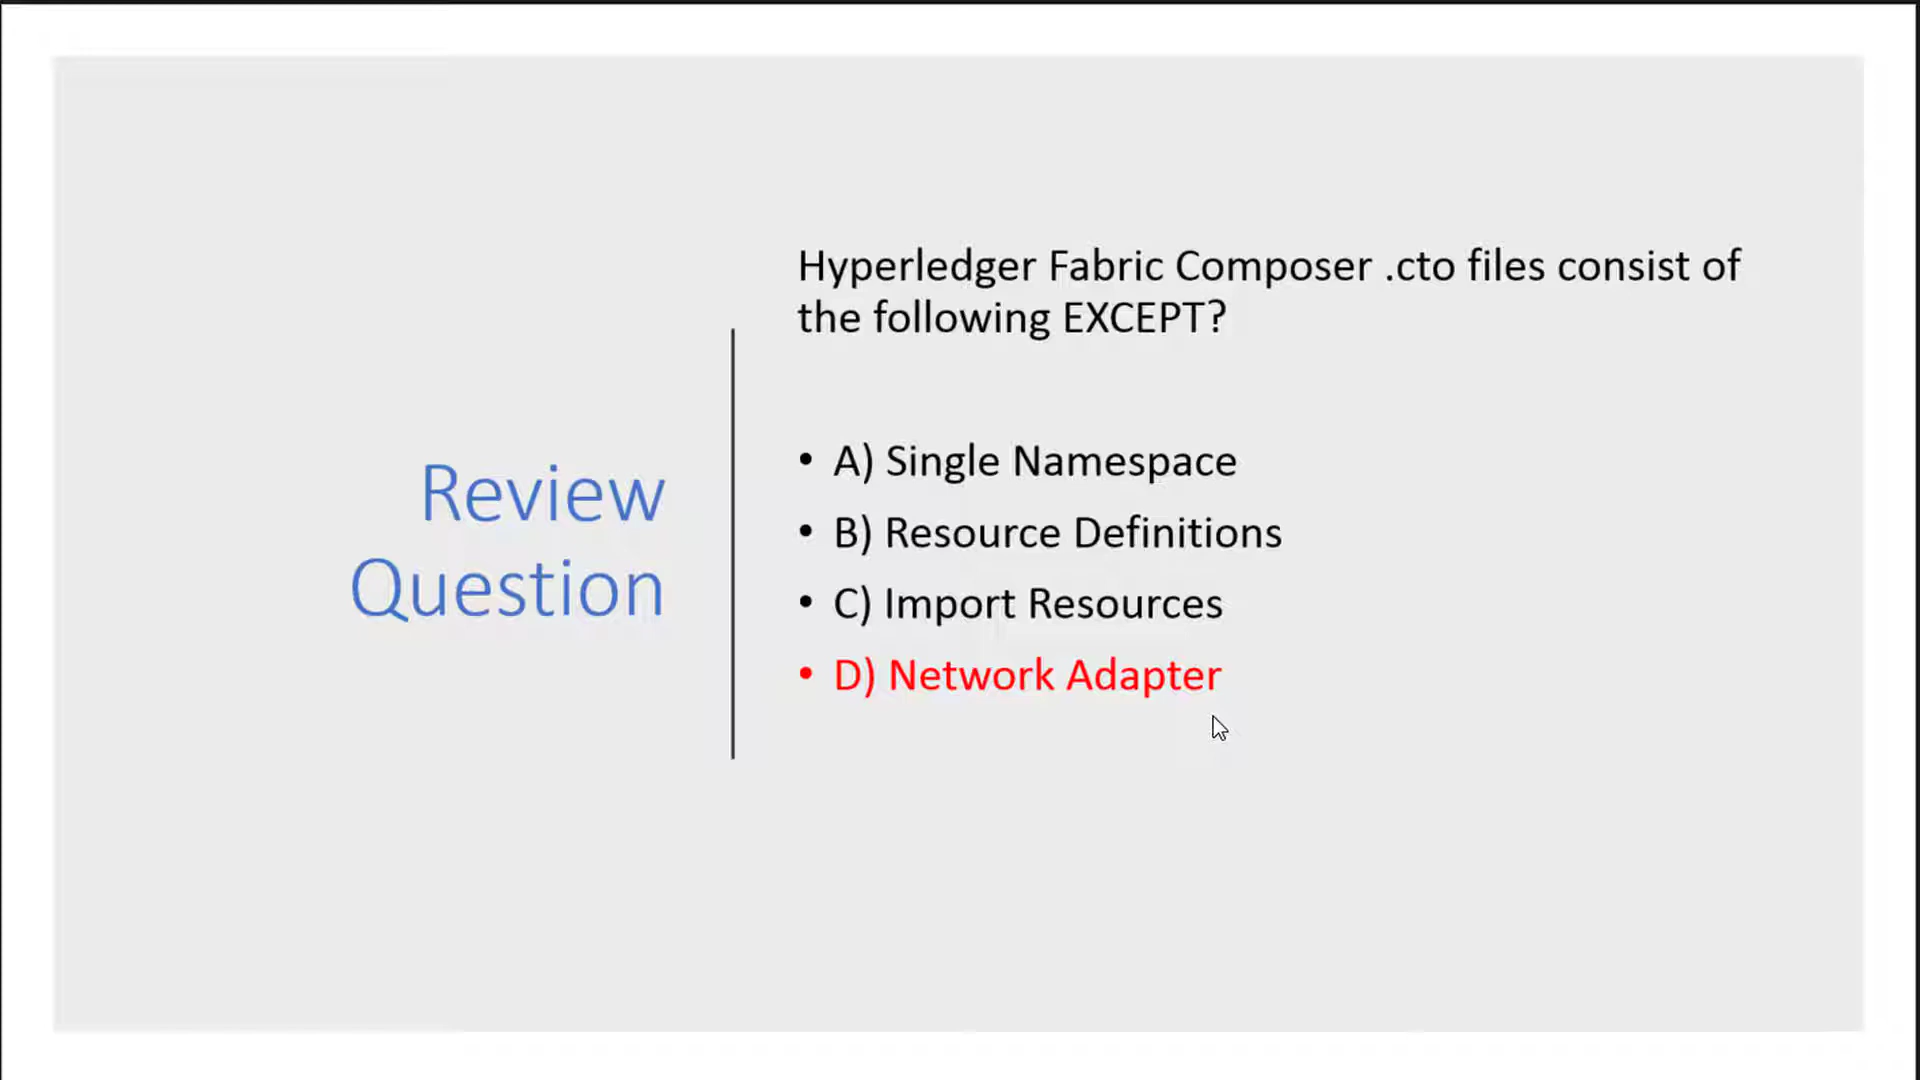 Review
Question
Hyperledger Fabric Composer .cto files consist of
the following EXCEPT?
• A) Single Namespace
• B) Resource Definitions
• C) Import Resources
• D) Network Adapter